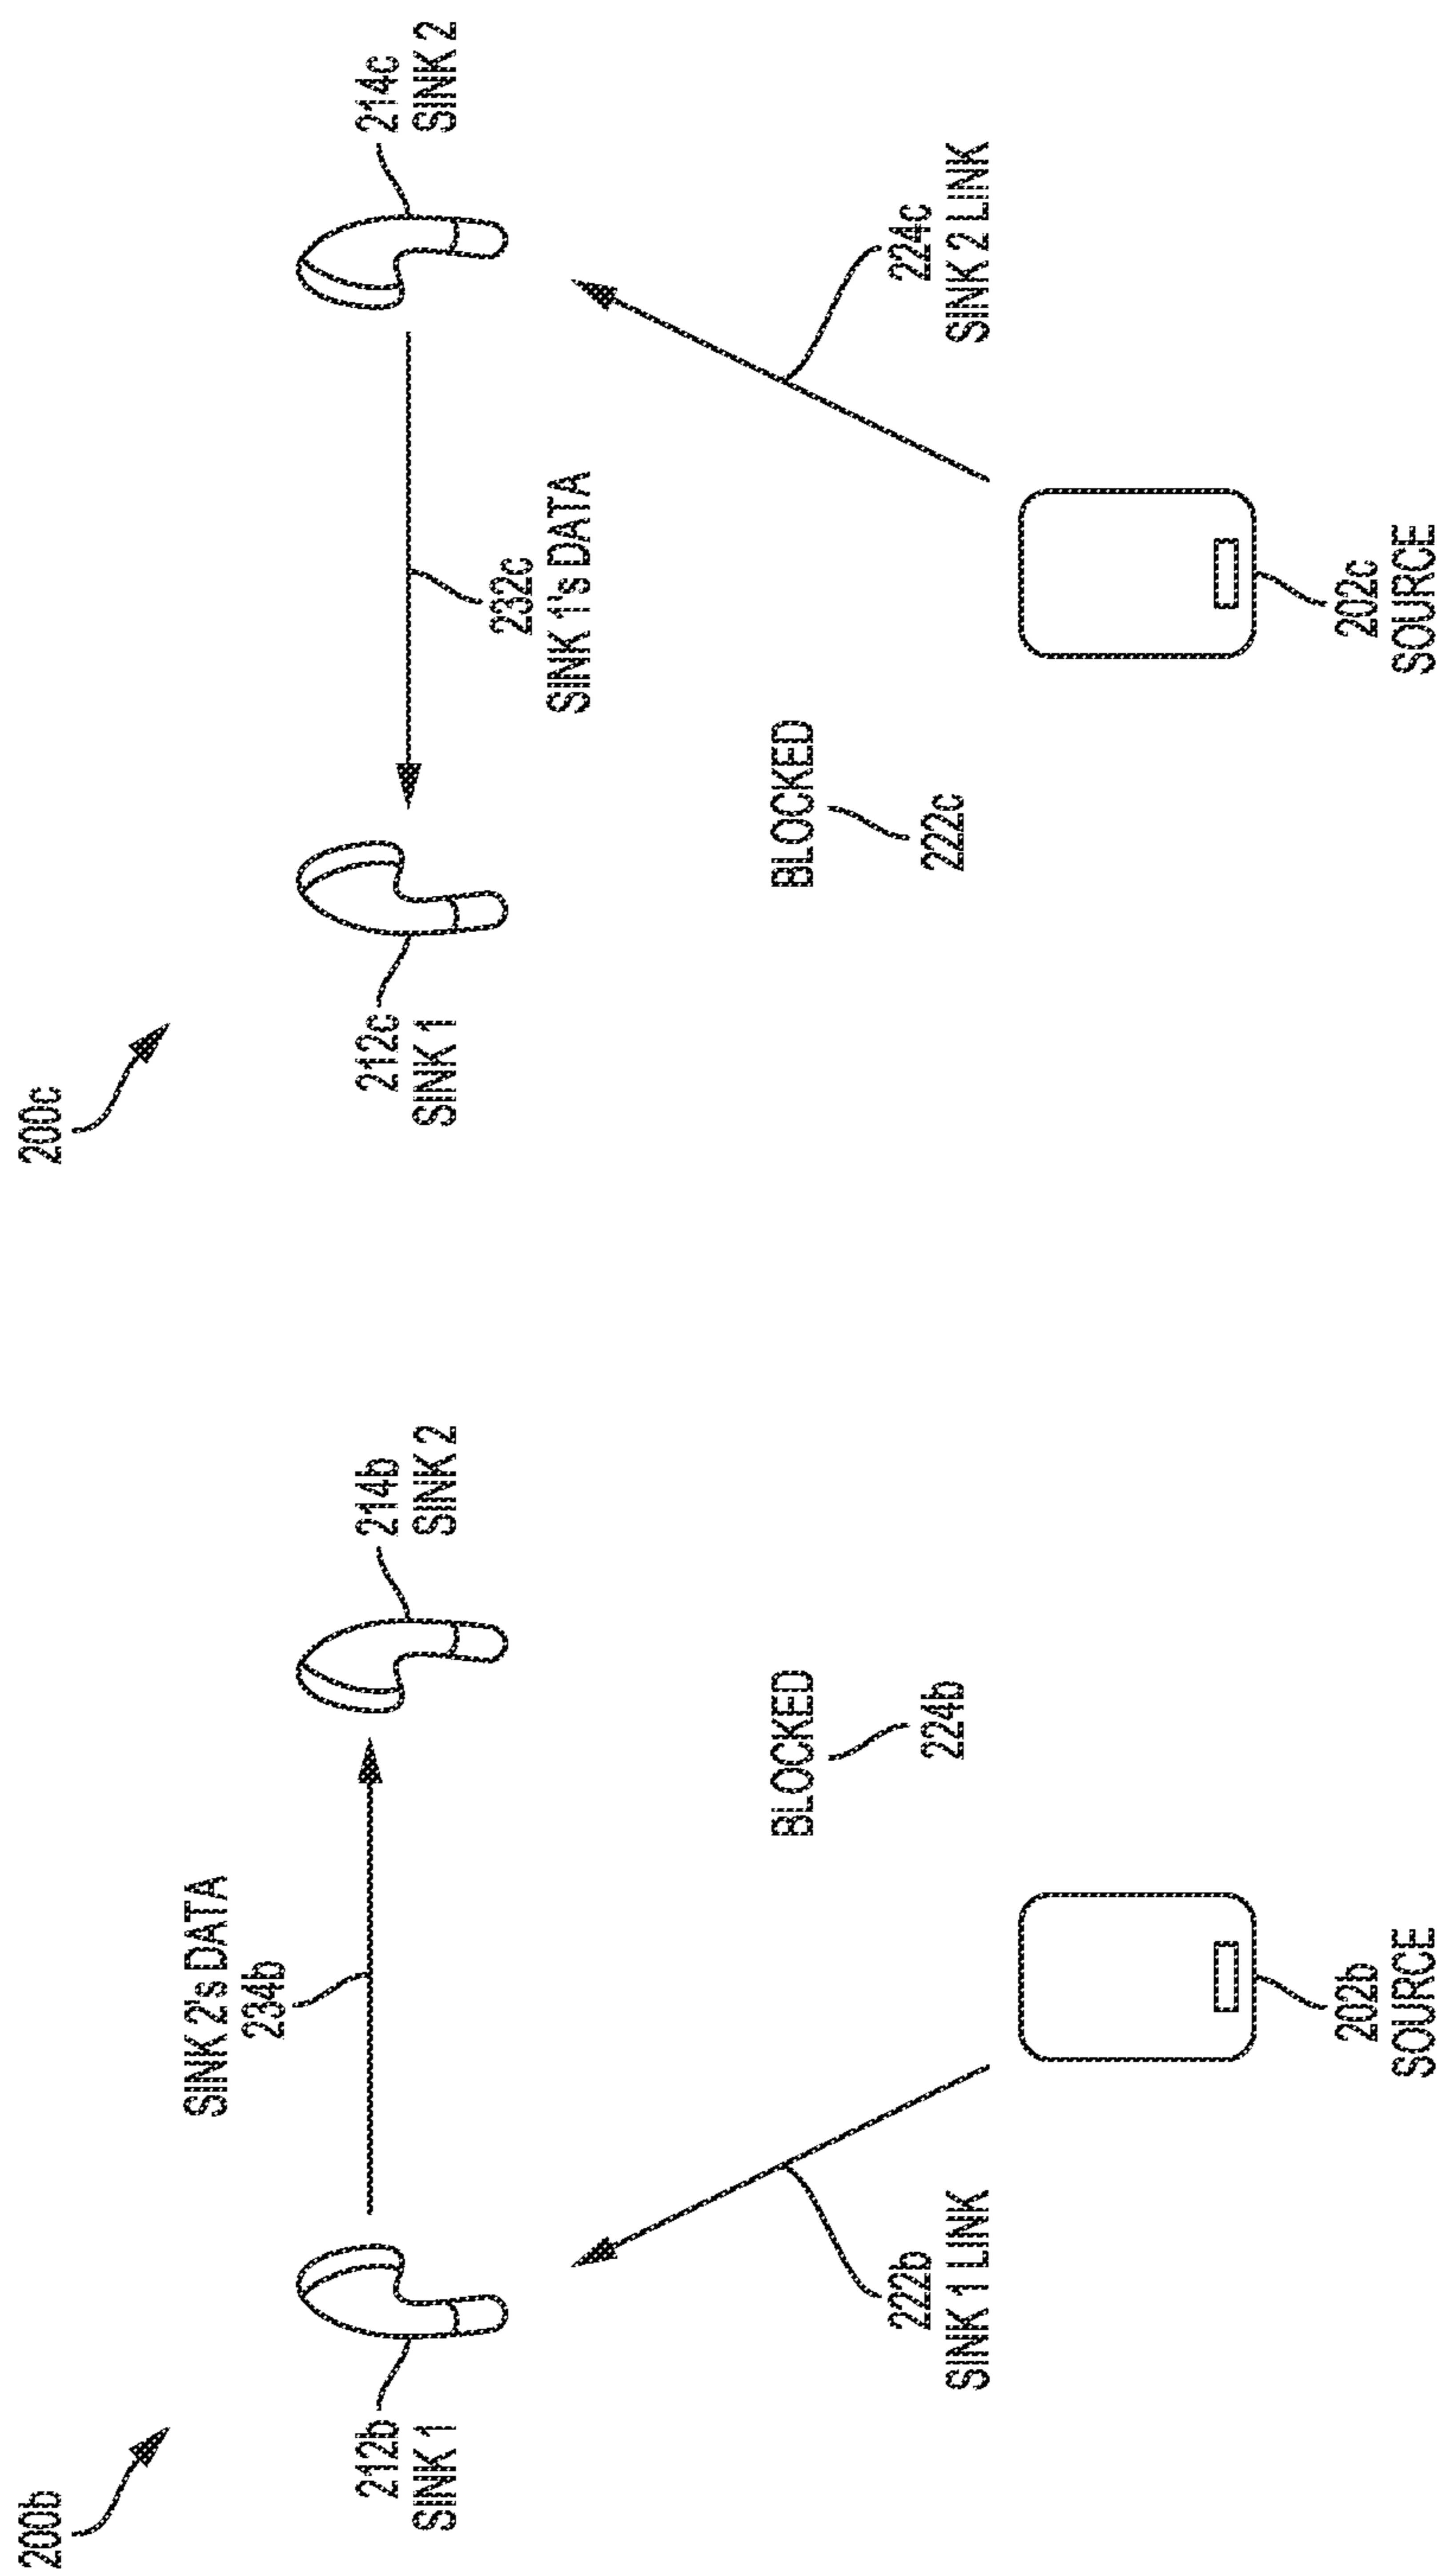 200b
SINK 2's DATA
234b
212b
SINK 1
214b
SINK 2
BLOCKED
224b
222b
SINK 1 LINK
202b
SOURCE
200c
212c
SINK 1
214c
SINK 2
232c
SINK 1's DATA
BLOCKED
222c
224c
SINK 2 LINK
202c
SOURCE